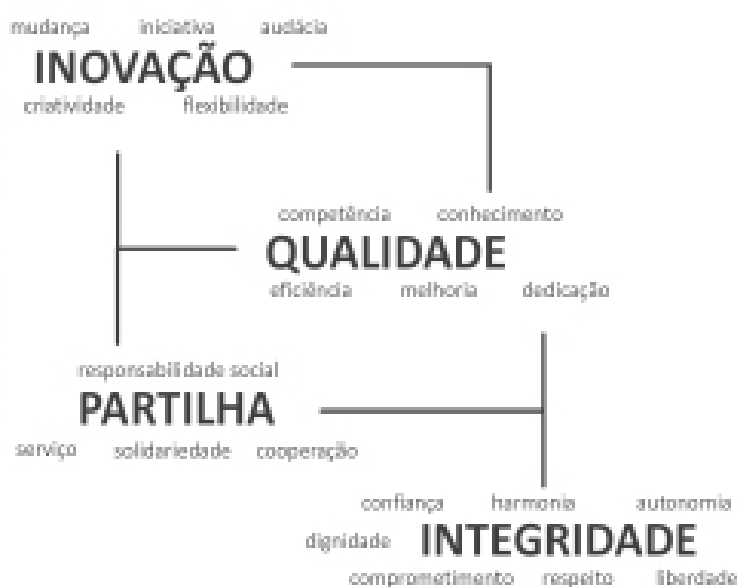 mudança iniciativa audácia
INOVAÇÃO
criatividade flexibilidade
competência conhecimento
QUALIDADE
eficiência melhoria dedicação
responsabilidade social
PARTILHA
serviço solidariedade cooperação
confiança harmonia autonomia
dignidade INTEGRIDADE
comprometimento respeito liberdade